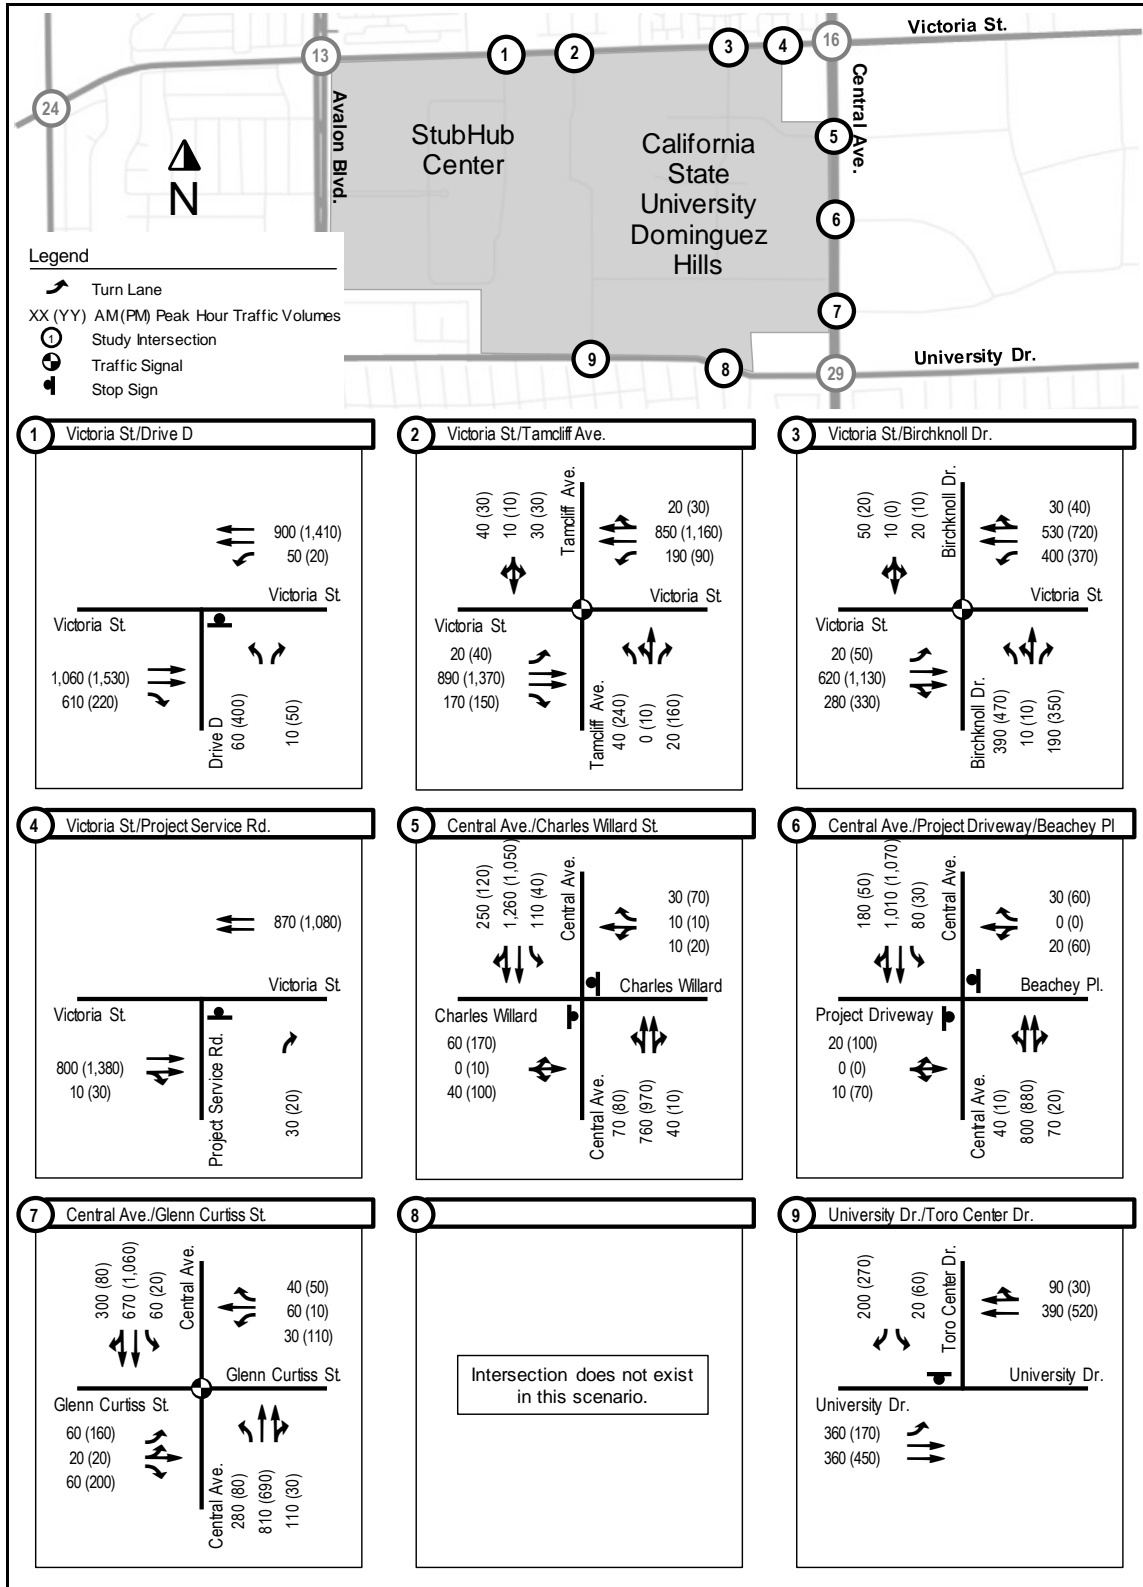 Victoria St.
13
1
2
3
4
16
24
Avalon Blvd.
StubHub
Center
California
State
University
Dominguez
Hills
Central Ave.
5
6
7
N
9
8
29
University Dr.
Legend
Turn Lane
XX (YY) AM(PM) Peak Hour Traffic Volumes
1 Study Intersection
Traffic Signal
Stop Sign
1 Victoria St./Drive D
900 (1,410)
50 (20)
Victoria St.
Victoria St.
1,060 (1,530)
610 (220)
Drive D
60 (400)
10 (50)
2 Victoria St./Tamcliff Ave.
40 (30)
10 (10)
30 (30)
Tamcliff Ave.
20 (30)
850 (1,160)
190 (90)
Victoria St.
Victoria St.
20 (40)
890 (1,370)
170 (150)
Tamcliff Ave.
40 (240)
0 (10)
20 (160)
3 Victoria St./Birchknoll Dr.
50 (20)
10 (0)
20 (10)
Birchknoll Dr.
30 (40)
530 (720)
400 (370)
Victoria St.
Victoria St.
20 (50)
620 (1,130)
280 (330)
Birchknoll Dr.
390 (470)
10 (10)
190 (350)
4 Victoria St./Project Service Rd.
870 (1,080)
Victoria St.
Victoria St.
800 (1,380)
10 (30)
Project Service Rd.
30 (20)
5 Central Ave./Charles Willard St.
250 (120)
1,260 (1,050)
110 (40)
Central Ave.
30 (70)
10 (10)
10 (20)
Charles Willard
Charles Willard
60 (170)
0 (10)
40 (100)
Central Ave.
70 (80)
760 (970)
40 (10)
6 Central Ave./Project Driveway/Beachey Pl
180 (50)
1,010 (1,070)
80 (30)
Central Ave.
30 (60)
0 (0)
20 (60)
Beachey Pl.
Project Driveway
20 (100)
0 (0)
10 (70)
Central Ave.
40 (10)
800 (880)
70 (20)
7 Central Ave./Glenn Curtiss St.
300 (80)
670 (1,060)
60 (20)
Central Ave.
40 (50)
60 (10)
30 (110)
Glenn Curtiss St.
Glenn Curtiss St.
60 (160)
20 (20)
60 (200)
Central Ave.
280 (80)
810 (690)
110 (30)
8
Intersection does not exist
in this scenario.
9 University Dr./Toro Center Dr.
200 (270)
20 (60)
Toro Center Dr.
90 (30)
390 (520)
University Dr.
University Dr.
360 (170)
360 (450)